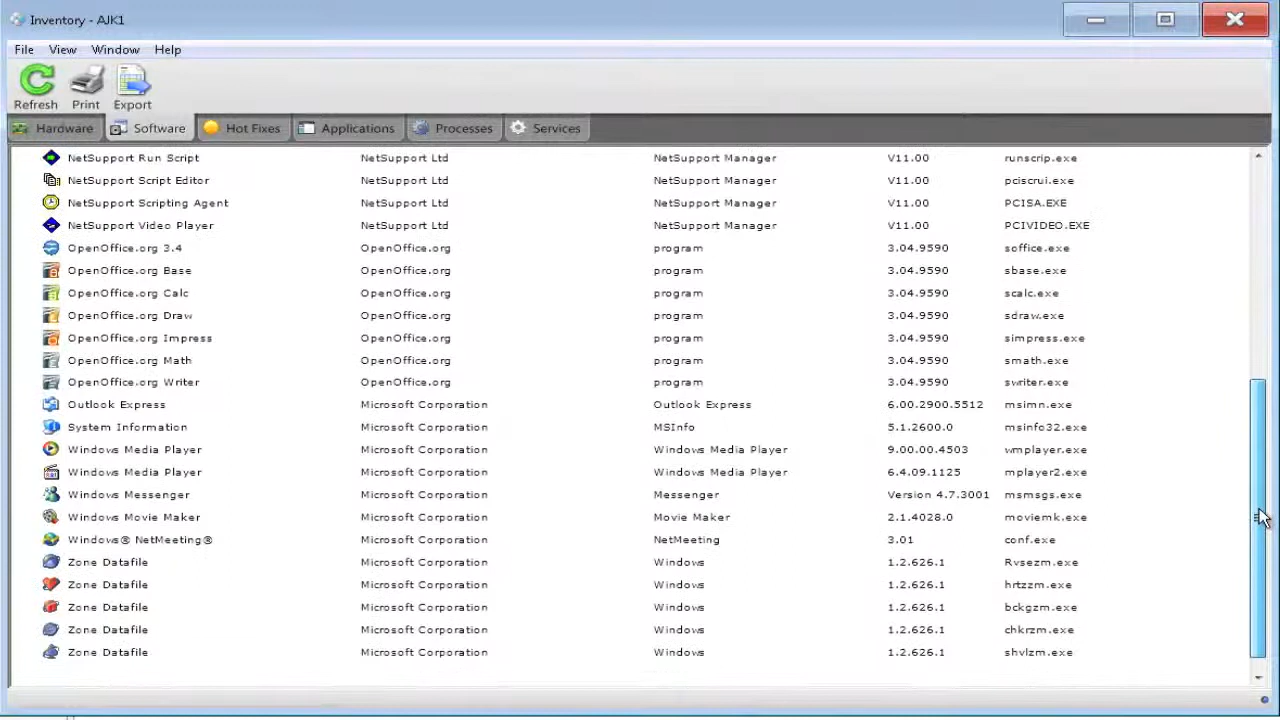 Inventory - AJK1
File View Window Help
Refresh Print Export
Hardware Software Hot Fixes Applications Processes Services
NetSupport Run Script NetSupport Ltd NetSupport Manager V11.00 runscrip.exe
NetSupport Script Editor NetSupport Ltd NetSupport Manager V11.00 pciscrui.exe
NetSupport Scripting Agent NetSupport Ltd NetSupport Manager V11.00 PCISA.EXE
NetSupport Video Player NetSupport Ltd NetSupport Manager V11.00 PCIVIDEO.EXE
OpenOffice.org 3.4 OpenOffice.org program 3.04.9590 soffice.exe
OpenOffice.org Base OpenOffice.org program 3.04.9590 sbase.exe
OpenOffice.org Calc OpenOffice.org program 3.04.9590 scalc.exe
OpenOffice.org Draw OpenOffice.org program 3.04.9590 sdraw.exe
OpenOffice.org Impress OpenOffice.org program 3.04.9590 simpress.exe
OpenOffice.org Math OpenOffice.org program 3.04.9590 smath.exe
OpenOffice.org Writer OpenOffice.org program 3.04.9590 swriter.exe
Outlook Express Microsoft Corporation Outlook Express 6.00.2900.5512 msimn.exe
System Information Microsoft Corporation MSInfo 5.1.2600.0 msinfo32.exe
Windows Media Player Microsoft Corporation Windows Media Player 9.00.00.4503 wmplayer.exe
Windows Media Player Microsoft Corporation Windows Media Player 6.4.09.1125 mplayer2.exe
Windows Messenger Microsoft Corporation Messenger Version 4.7.3001 msmsgs.exe
Windows Movie Maker Microsoft Corporation Movie Maker 2.1.4028.0 moviemk.exe
Windows® NetMeeting® Microsoft Corporation NetMeeting 3.01 conf.exe
Zone Datafile Microsoft Corporation Windows 1.2.626.1 Rvsezm.exe
Zone Datafile Microsoft Corporation Windows 1.2.626.1 hrtzzm.exe
Zone Datafile Microsoft Corporation Windows 1.2.626.1 bckgzm.exe
Zone Datafile Microsoft Corporation Windows 1.2.626.1 chkrzm.exe
Zone Datafile Microsoft Corporation Windows 1.2.626.1 shvlzm.exe